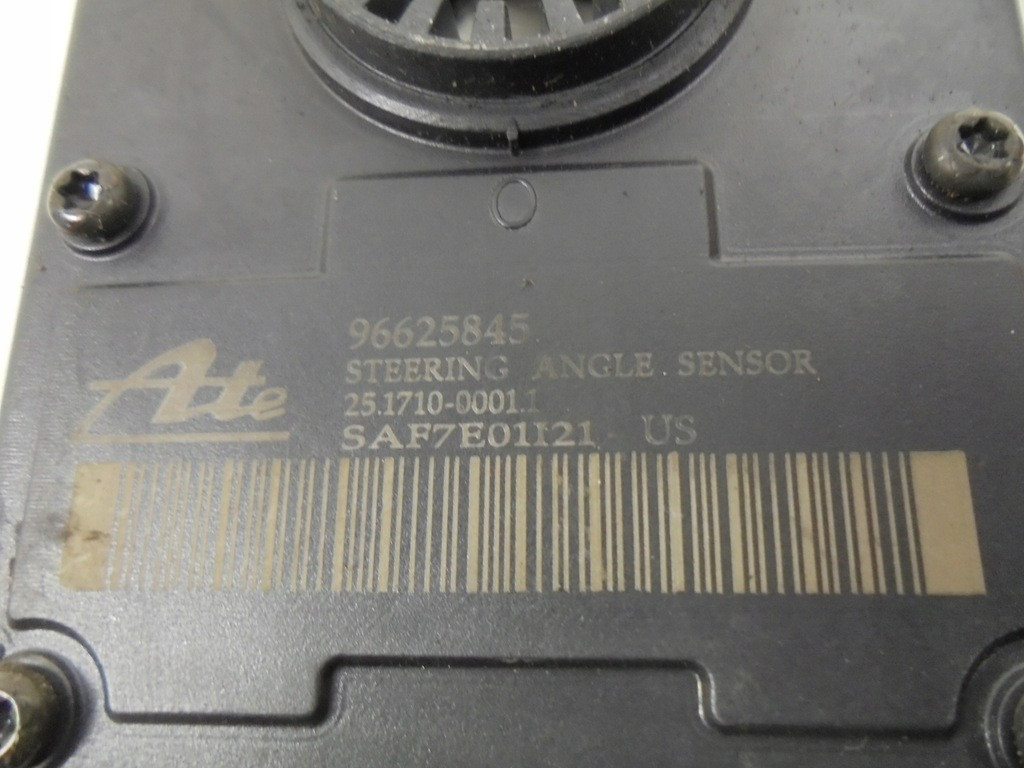 96625845
STEERING ANGLE SENSOR
Ate
25.1710-0001.1
SAF7E01I21 US